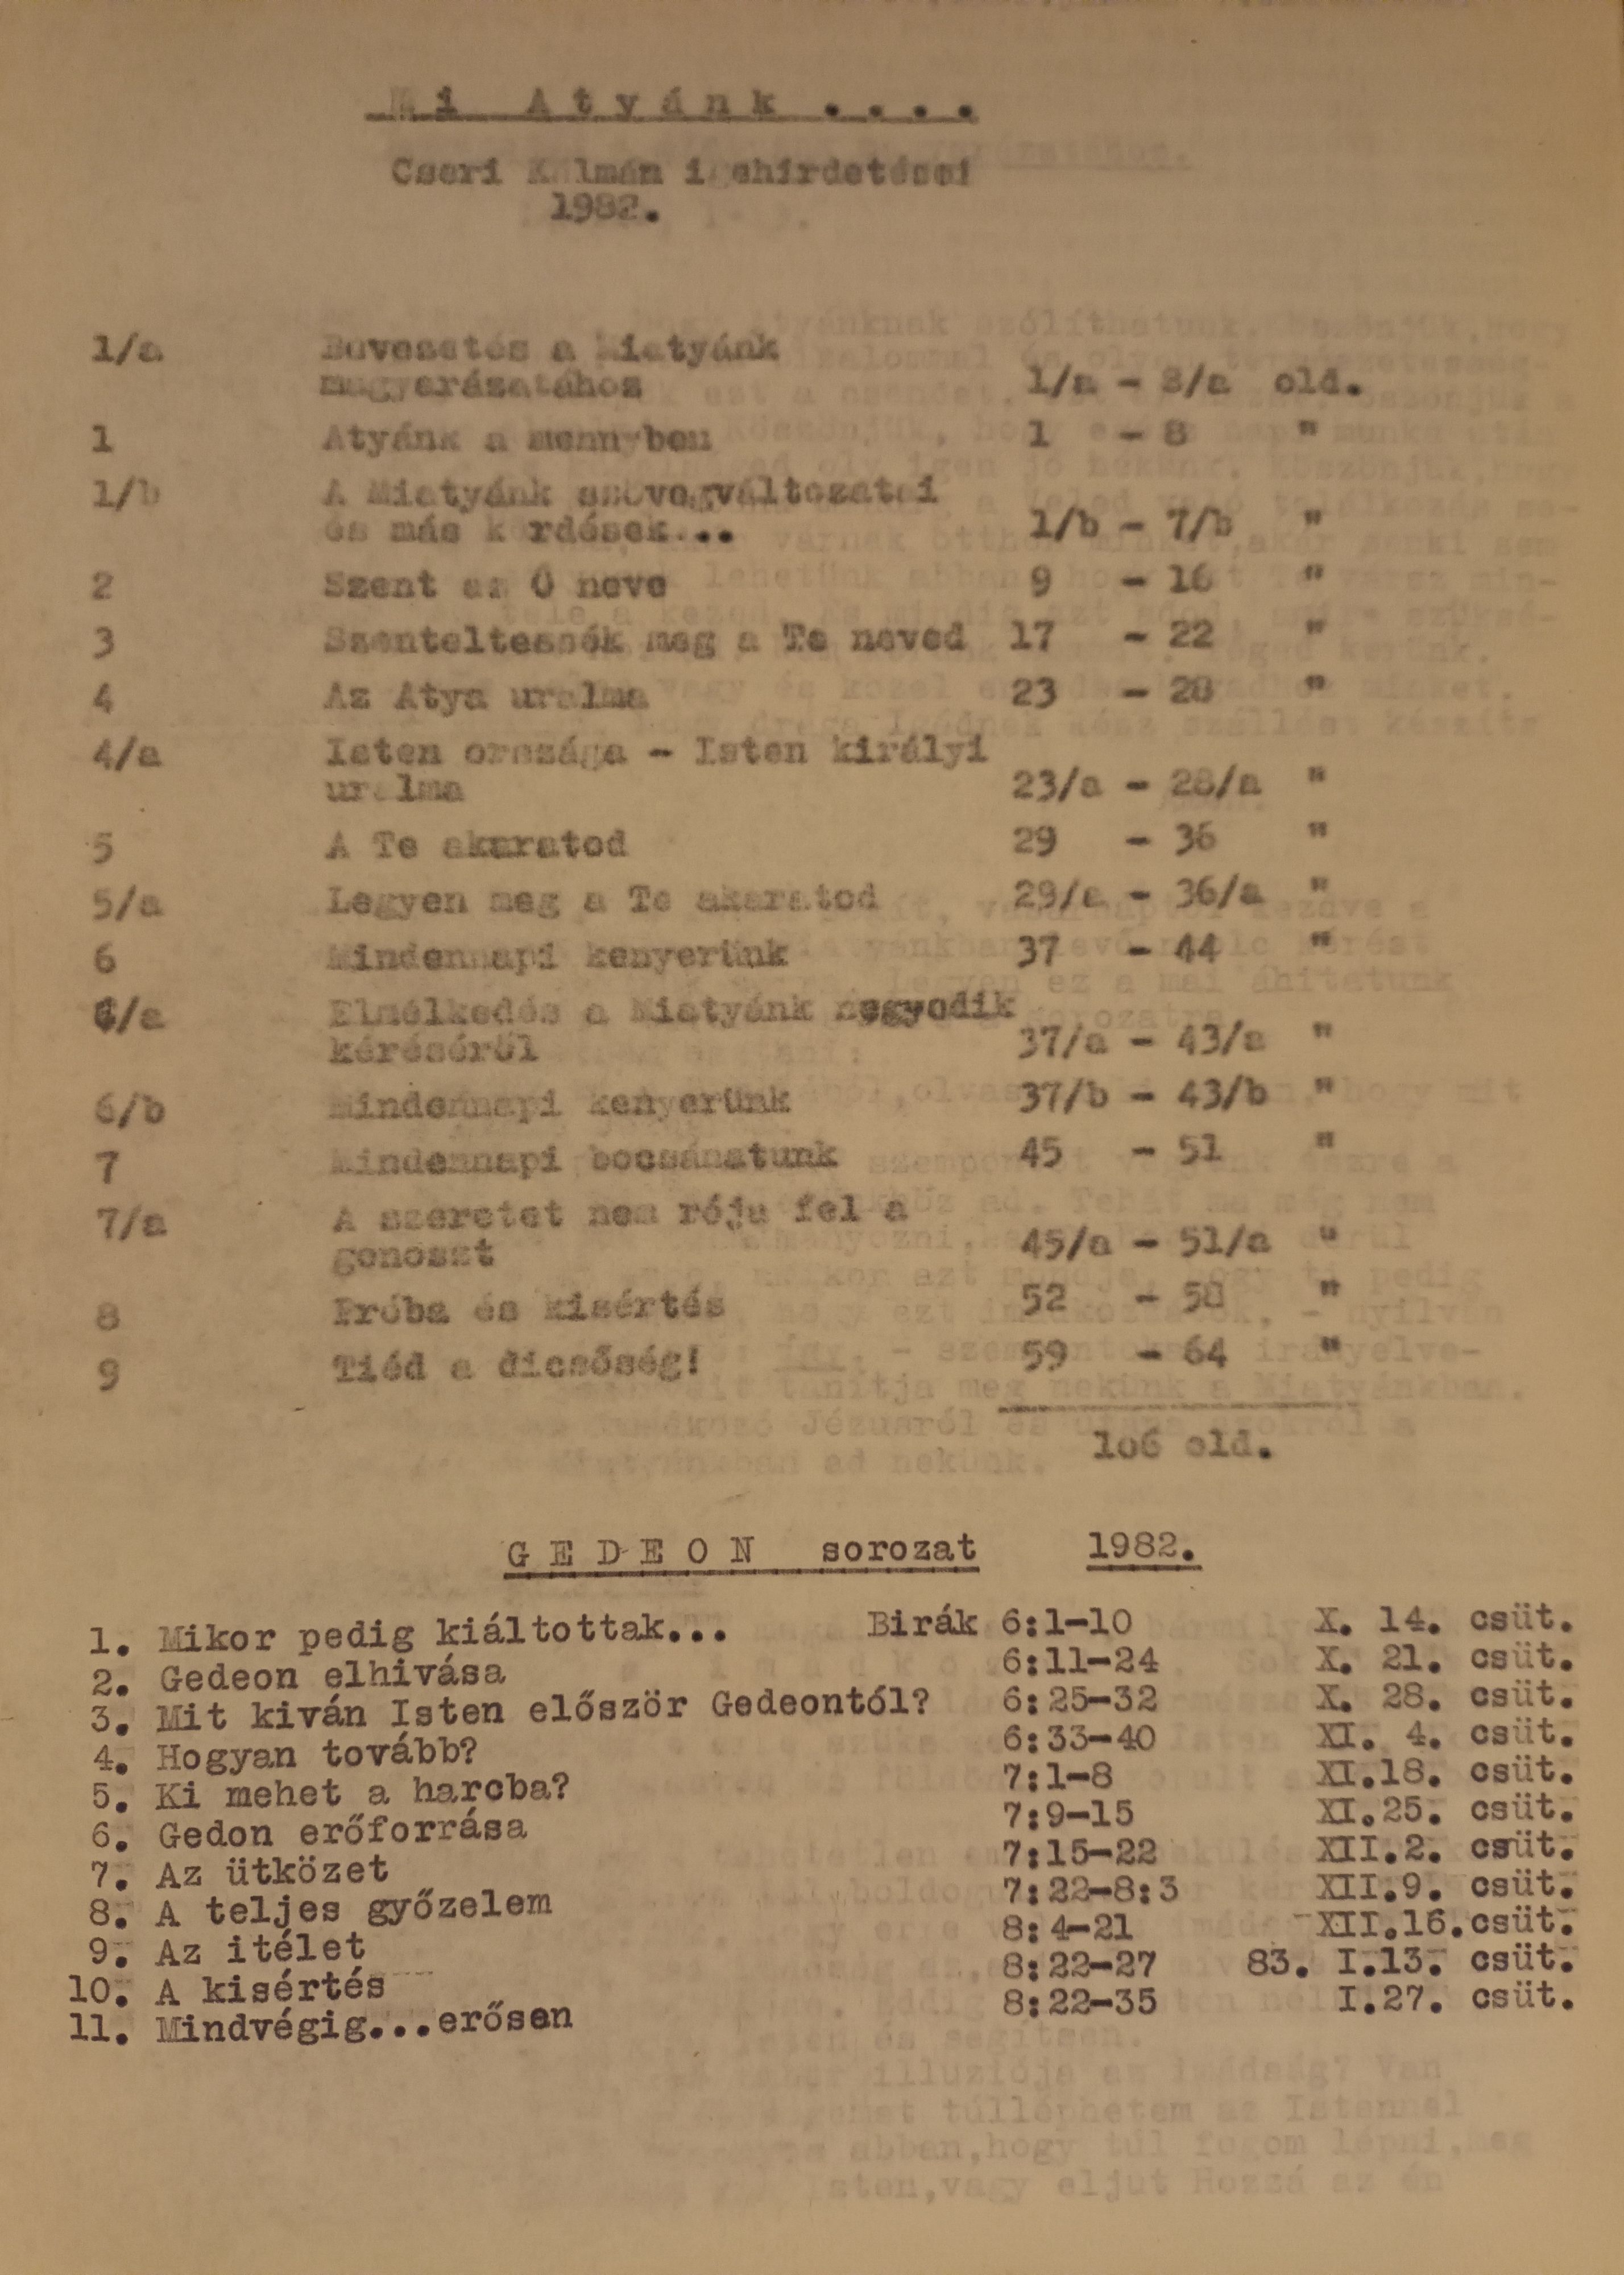 Mi Atyánk ....
Cseri Kálmán igehirdetései
1982.
1/a Bevezetés a Miatyánk
magyarázatához 1/a - 8/a old.
1 Atyánk a mennyben 1 - 8 "
1/b A Miatyánk szövegváltozatai
és más kérdések... 1/b - 7/b "
2 Szent az Ő neve 9 - 16 "
3 Szenteltessék meg a Te neved 17 - 22 "
4 Az Atya uralma 23 - 28 "
4/a Isten országa - Isten királyi
uralma 23/a - 28/a "
5 A Te akaratod 29 - 36 "
5/a Legyen meg a Te akaratod 29/a - 36/a "
6 Mindennapi kenyerünk 37 - 44 "
6/a Elmélkedés a Miatyánk negyedik
kéréséről 37/a - 43/a "
6/b Mindennapi kenyerünk 37/b - 43/b "
7 Mindennapi bocsánatunk 45 - 51 "
7/a A szeretet nem rója fel a
gonoszt 45/a - 51/a "
8 Próba és kisértés 52 - 58 "
9 Tiéd a dicsőség! 59 - 64 "
1o6 old.
GEDEON sorozat 1982.
1. Mikor pedig kiáltottak... Birák 6:1-10 X. 14. csüt.
2. Gedeon elhivása 6:11-24 X. 21. csüt.
3. Mit kiván Isten először Gedeontól? 6:25-32 X. 28. csüt.
4. Hogyan tovább? 6:33-40 XI. 4. csüt.
5. Ki mehet a harcba? 7:1-8 XI.18. csüt.
6. Gedon erőforrása 7:9-15 XI.25. csüt.
7. Az ütközet 7:15-22 XII.2. csüt.
8. A teljes győzelem 7:22-8:3 XII.9. csüt.
9. Az itélet 8:4-21 XII.16.csüt.
10. A kisértés 8:22-27 83. I.13. csüt.
11. Mindvégig...erősen 8:22-35 I.27. csüt.